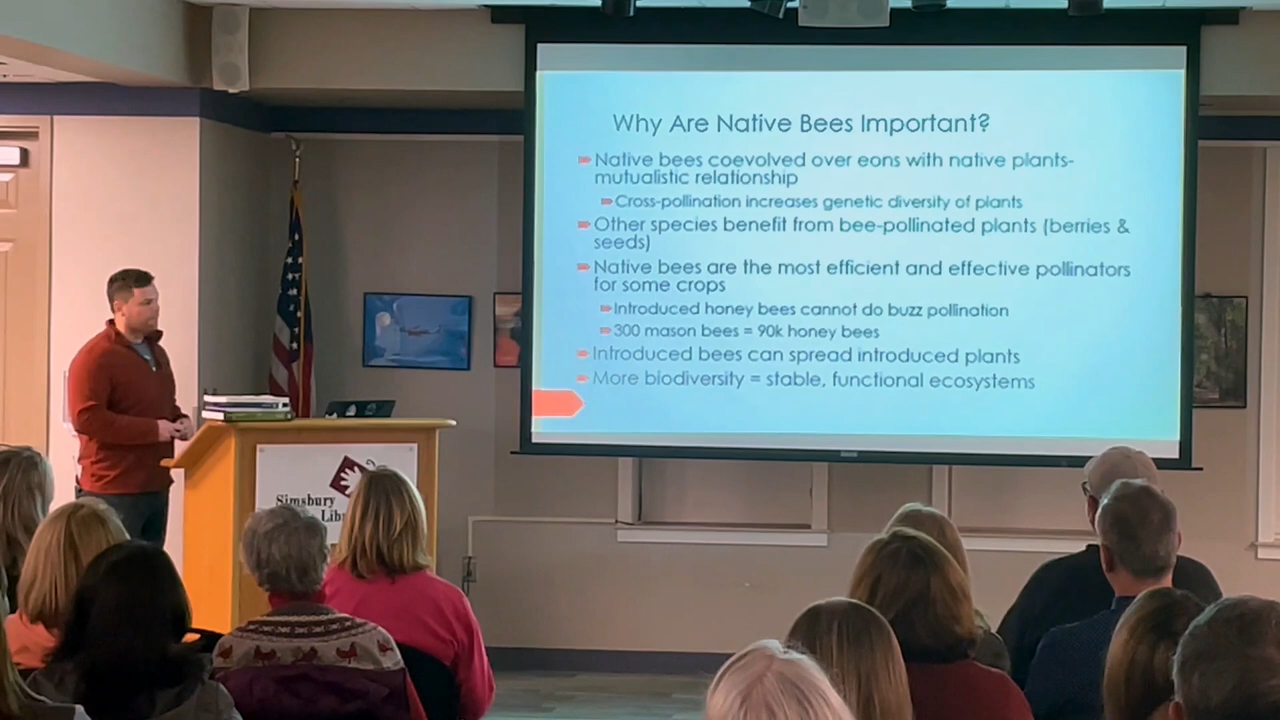 Why Are Native Bees Important?
Native bees coevolved over eons with native plants-
mutualistic relationship
Cross-pollination increases genetic diversity of plants
Other species benefit from bee-pollinated plants (berries &
seeds)
Native bees are the most efficient and effective pollinators
for some crops
Introduced honey bees cannot do buzz pollination
300 mason bees = 90k honey bees
Introduced bees can spread introduced plants
More biodiversity = stable, functional ecosystems
Simsbury